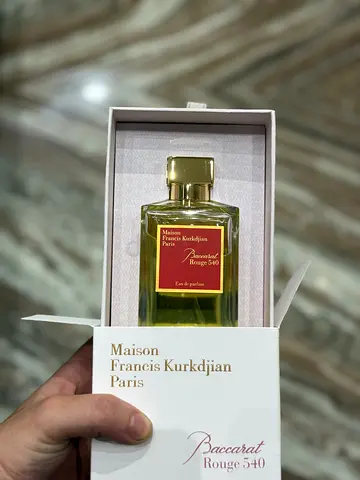 Maison
Francis Kurkdjian
Paris
Baccarat
Rouge 540
Eau de parfum
Maison
Francis Kurkdjian
Paris
Baccarat
Rouge 540